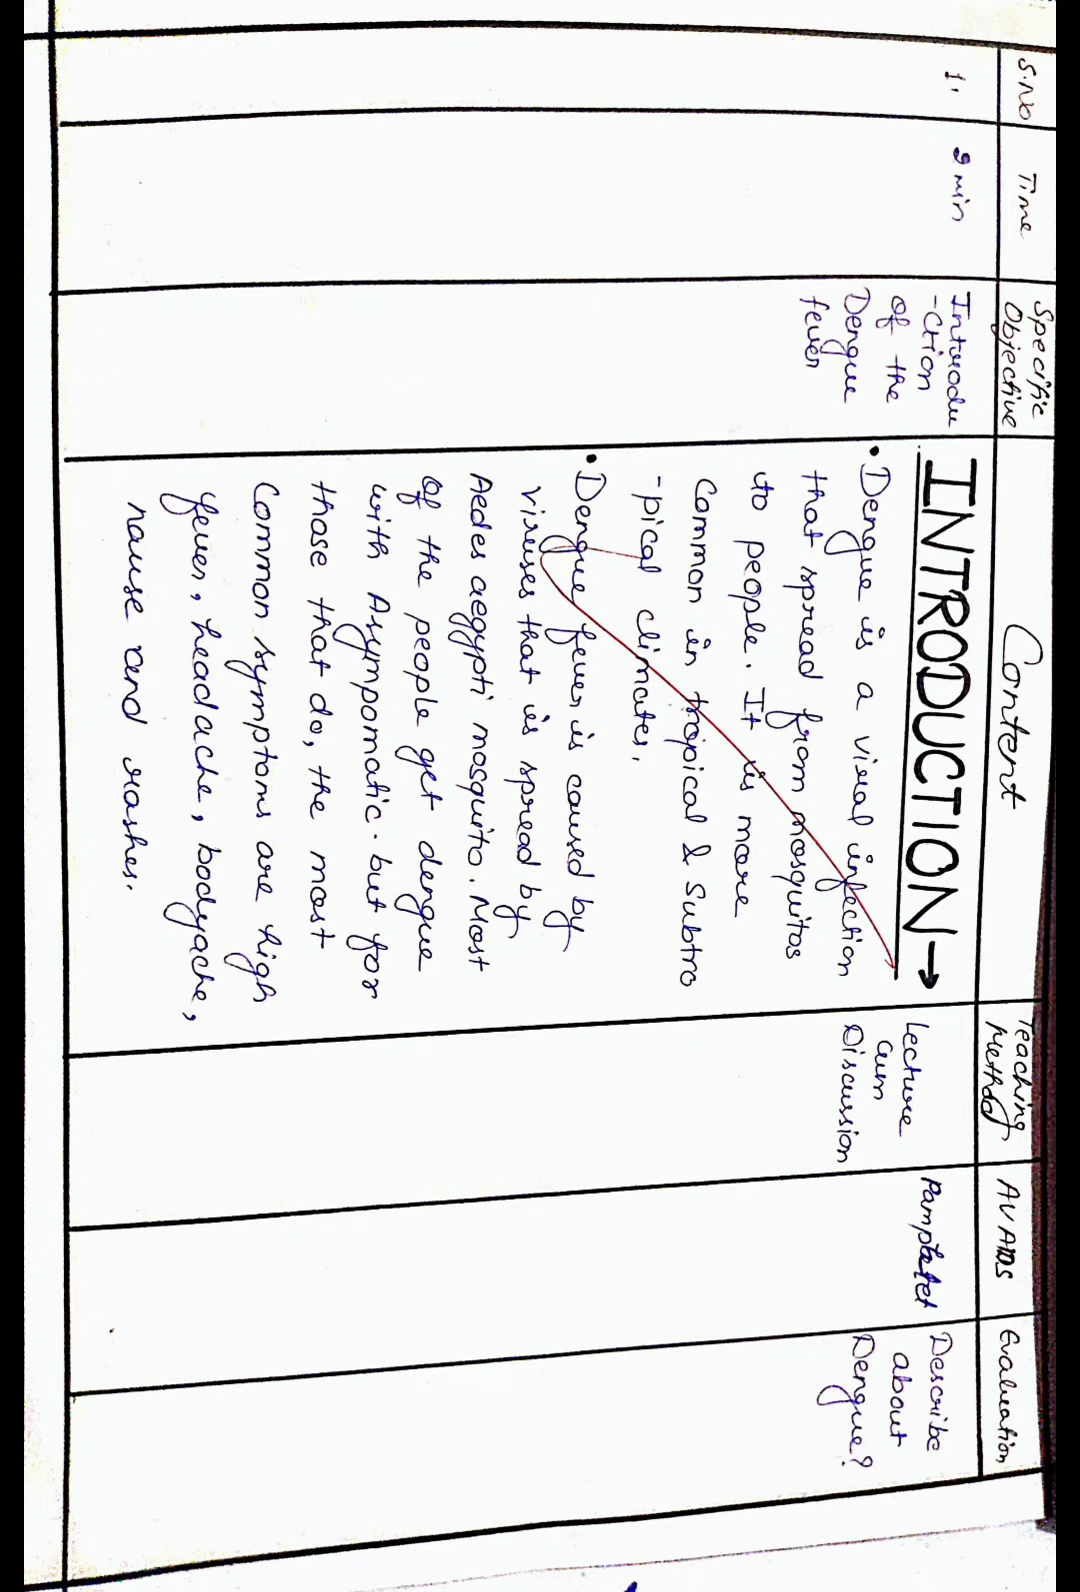 S.No
Time
Specific
Objective
Content
Teaching
Method
AV AIDS
Evaluation
1.
2 min
Introdu
-ction
of the
Dengue
fever
INTRODUCTION →
• Dengue is a viral infection
that spread from mosquitos
to people. It is more
Common in tropical & Subtro
-pical climates.
• Dengue fever is caused by
viruses that is spread by
Aedes aegypti mosquito. Most
of the people get dengue
with Asympomatic. but for
those that do, the most
Common symptoms are high
fever, headache, bodyache,
nause and rashes.
Lecture
cum
Discussion
Describe
about
Dengue?